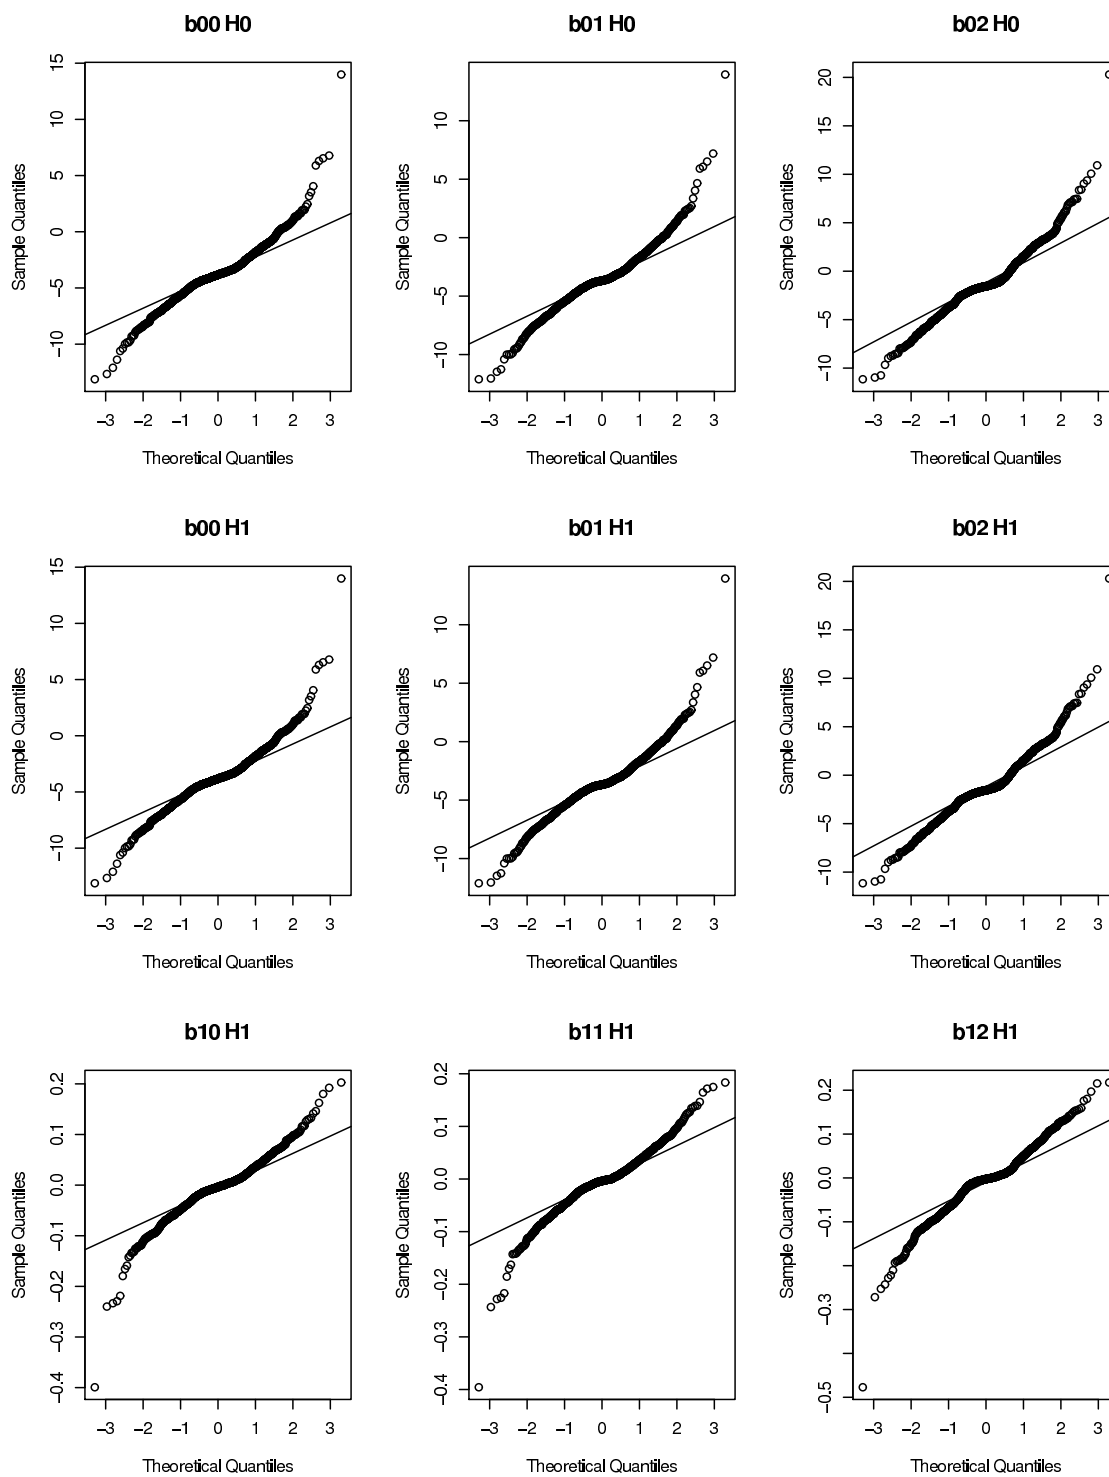 b00 H0
b01 H0
b02 H0
Sample Quantiles
15
10
5
0
−5
−10
−3 −2 −1 0 1 2 3
Theoretical Quantiles
Sample Quantiles
10
5
0
−5
−10
−3 −2 −1 0 1 2 3
Theoretical Quantiles
Sample Quantiles
20
15
10
5
0
−5
−10
−3 −2 −1 0 1 2 3
Theoretical Quantiles
b00 H1
b01 H1
b02 H1
Sample Quantiles
15
10
5
0
−5
−10
−3 −2 −1 0 1 2 3
Theoretical Quantiles
Sample Quantiles
10
5
0
−5
−10
−3 −2 −1 0 1 2 3
Theoretical Quantiles
Sample Quantiles
20
15
10
5
0
−5
−10
−3 −2 −1 0 1 2 3
Theoretical Quantiles
b10 H1
b11 H1
b12 H1
Sample Quantiles
0.2
0.1
0.0
−0.1
−0.2
−0.3
−0.4
−3 −2 −1 0 1 2 3
Theoretical Quantiles
Sample Quantiles
0.2
0.1
0.0
−0.1
−0.2
−0.3
−0.4
−3 −2 −1 0 1 2 3
Theoretical Quantiles
Sample Quantiles
0.2
0.1
0.0
−0.1
−0.3
−0.5
−3 −2 −1 0 1 2 3
Theoretical Quantiles